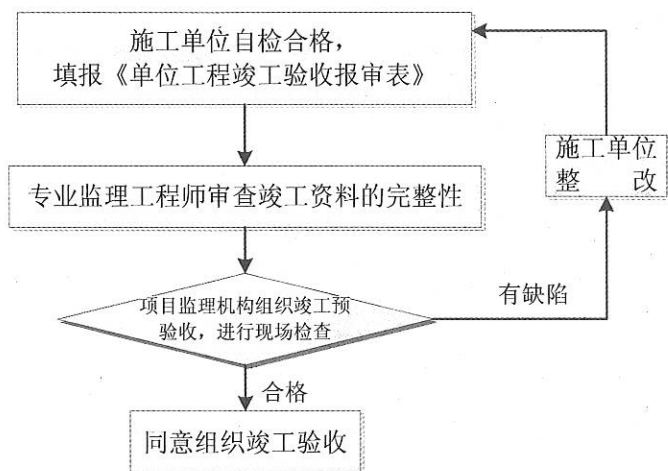 施工单位自检合格，
填报《单位工程竣工验收报审表》
施工单位
整 改
专业监理工程师审查竣工资料的完整性
项目监理机构组织竣工预
验收，进行现场检查
有缺陷
合格
同意组织竣工验收